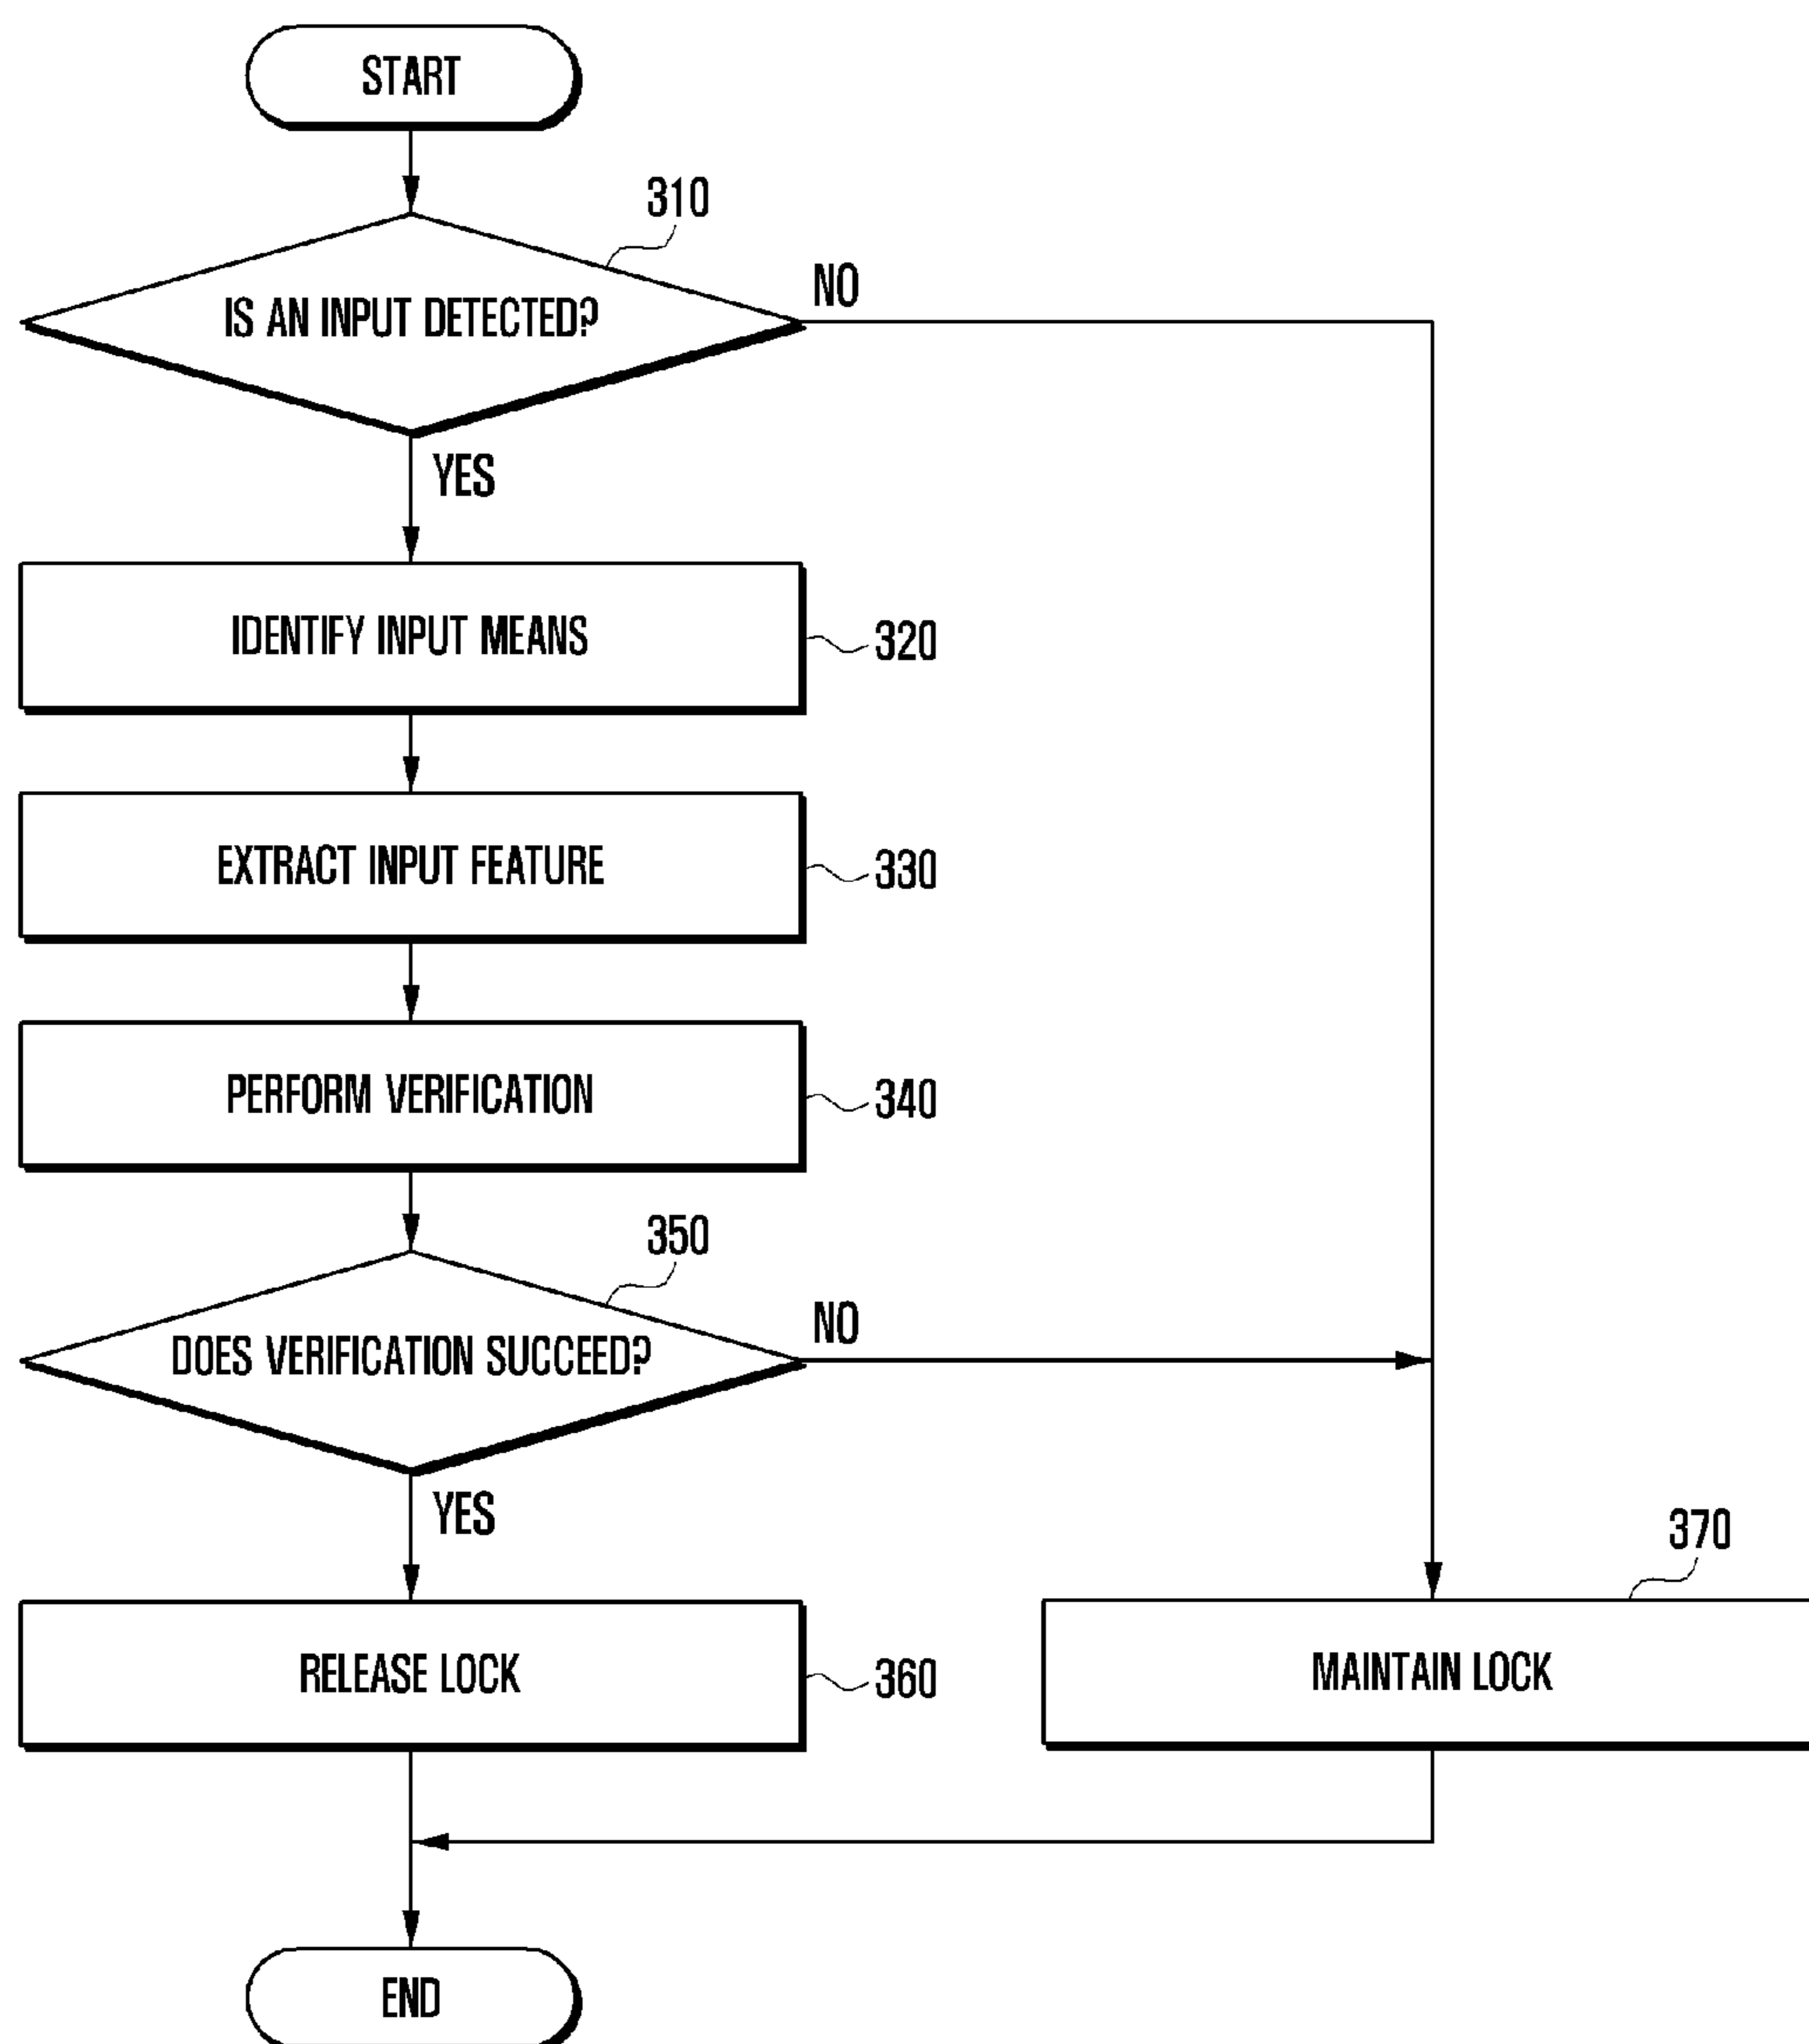 START
310
IS AN INPUT DETECTED?
NO
YES
IDENTIFY INPUT MEANS
320
EXTRACT INPUT FEATURE
330
PERFORM VERIFICATION
340
350
DOES VERIFICATION SUCCEED?
NO
YES
370
RELEASE LOCK
360
MAINTAIN LOCK
END